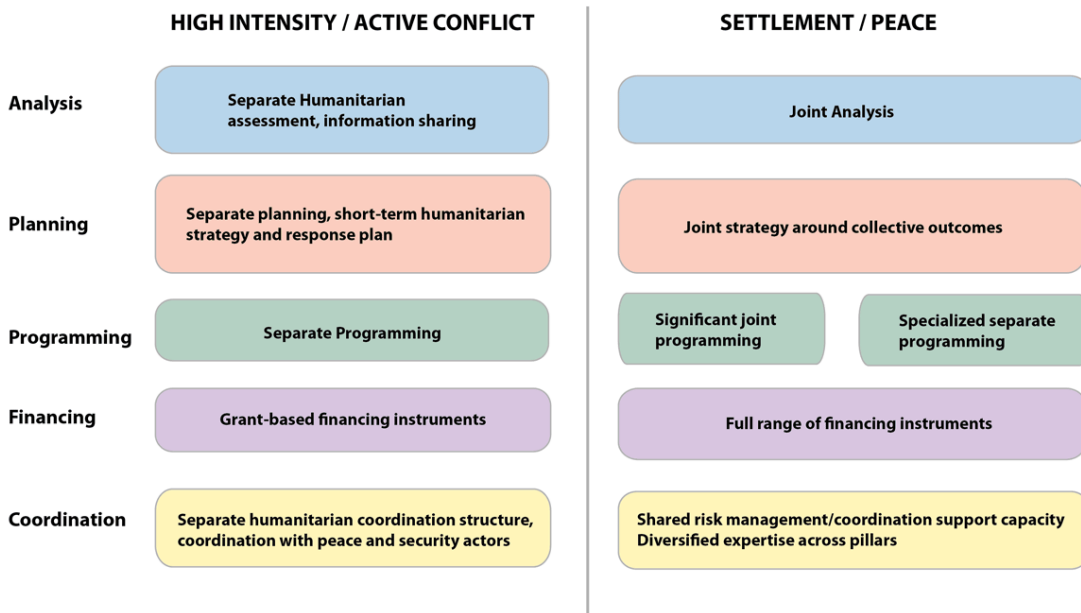 HIGH INTENSITY / ACTIVE CONFLICT
SETTLEMENT / PEACE
Analysis
Separate Humanitarian
assessment, information sharing
Joint Analysis
Planning
Separate planning, short-term humanitarian
strategy and response plan
Joint strategy around collective outcomes
Programming
Separate Programming
Significant joint
programming
Specialized separate
programming
Financing
Grant-based financing instruments
Full range of financing instruments
Coordination
Separate humanitarian coordination structure,
coordination with peace and security actors
Shared risk management/coordination support capacity
Diversified expertise across pillars